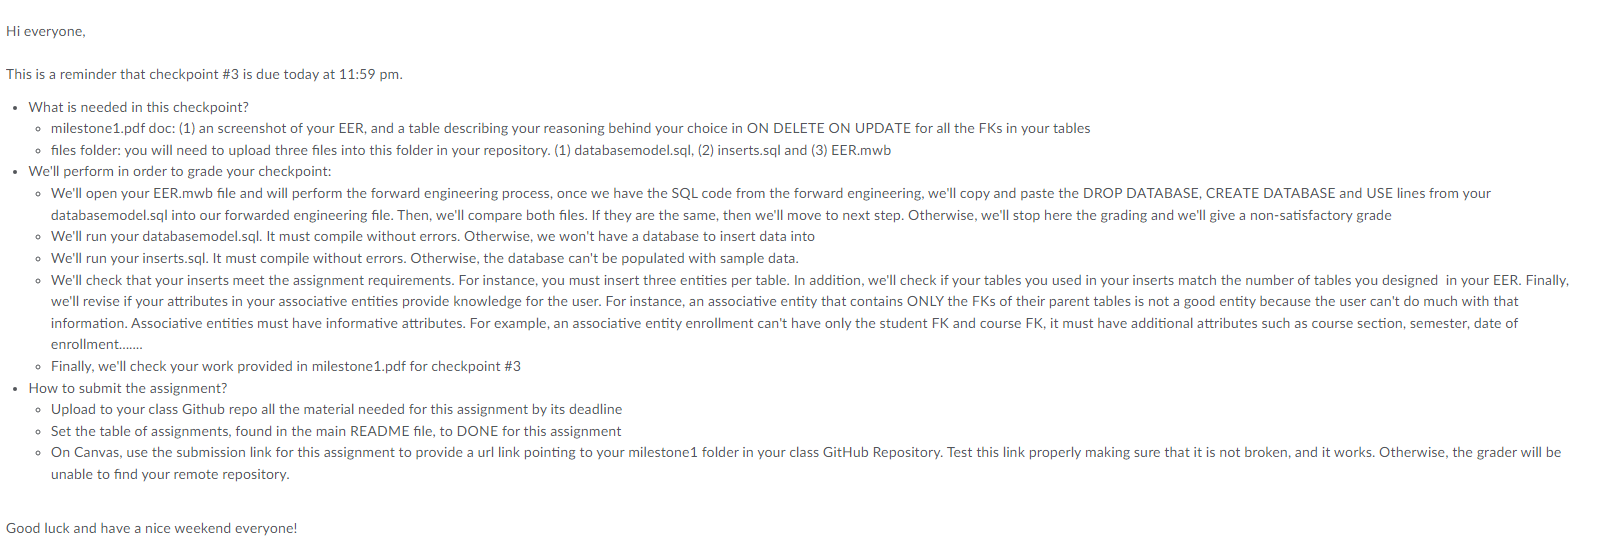 Hi everyone,
This is a reminder that checkpoint #3 is due today at 11:59 pm.
• What is needed in this checkpoint?
◦ milestone1.pdf doc: (1) an screenshot of your EER, and a table describing your reasoning behind your choice in ON DELETE ON UPDATE for all the FKs in your tables
◦ files folder: you will need to upload three files into this folder in your repository. (1) databasemodel.sql, (2) inserts.sql and (3) EER.mwb
• We'll perform in order to grade your checkpoint:
◦ We'll open your EER.mwb file and will perform the forward engineering process, once we have the SQL code from the forward engineering, we'll copy and paste the DROP DATABASE, CREATE DATABASE and USE lines from your
databasemodel.sql into our forwarded engineering file. Then, we'll compare both files. If they are the same, then we'll move to next step. Otherwise, we'll stop here the grading and we'll give a non-satisfactory grade
◦ We'll run your databasemodel.sql. It must compile without errors. Otherwise, we won't have a database to insert data into
◦ We'll run your inserts.sql. It must compile without errors. Otherwise, the database can't be populated with sample data.
◦ We'll check that your inserts meet the assignment requirements. For instance, you must insert three entities per table. In addition, we'll check if your tables you used in your inserts match the number of tables you designed  in your EER. Finally,
we'll revise if your attributes in your associative entities provide knowledge for the user. For instance, an associative entity that contains ONLY the FKs of their parent tables is not a good entity because the user can't do much with that
information. Associative entities must have informative attributes. For example, an associative entity enrollment can't have only the student FK and course FK, it must have additional attributes such as course section, semester, date of
enrollment.......
◦ Finally, we'll check your work provided in milestone1.pdf for checkpoint #3
• How to submit the assignment?
◦ Upload to your class Github repo all the material needed for this assignment by its deadline
◦ Set the table of assignments, found in the main README file, to DONE for this assignment
◦ On Canvas, use the submission link for this assignment to provide a url link pointing to your milestone1 folder in your class GitHub Repository. Test this link properly making sure that it is not broken, and it works. Otherwise, the grader will be
unable to find your remote repository.
Good luck and have a nice weekend everyone!